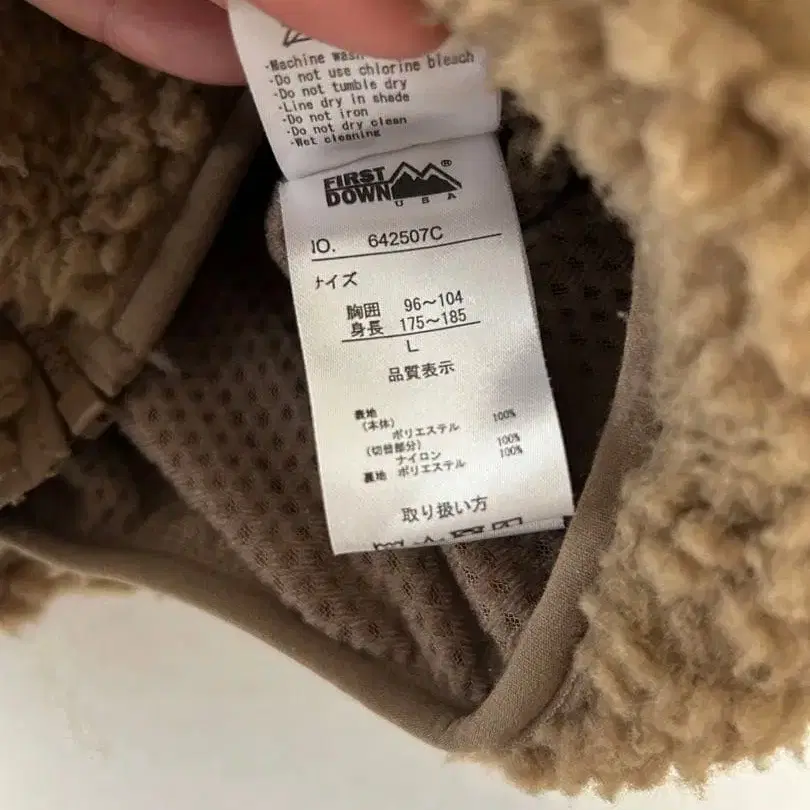 ·Machine wash
·Do not use chlorine bleach
·Do not tumble dry
·Line dry in shade
·Do not iron
·Do not dry clean
·Wet cleaning
FIRST DOWN ®
USA
NO. 642507C
サイズ
胸囲 96～104
身長 175～185
L
品質表示
表地
(本体)
ポリエステル 100%
(切替部分)
ナイロン 100%
裏地 ポリエステル 100%
取り扱い方